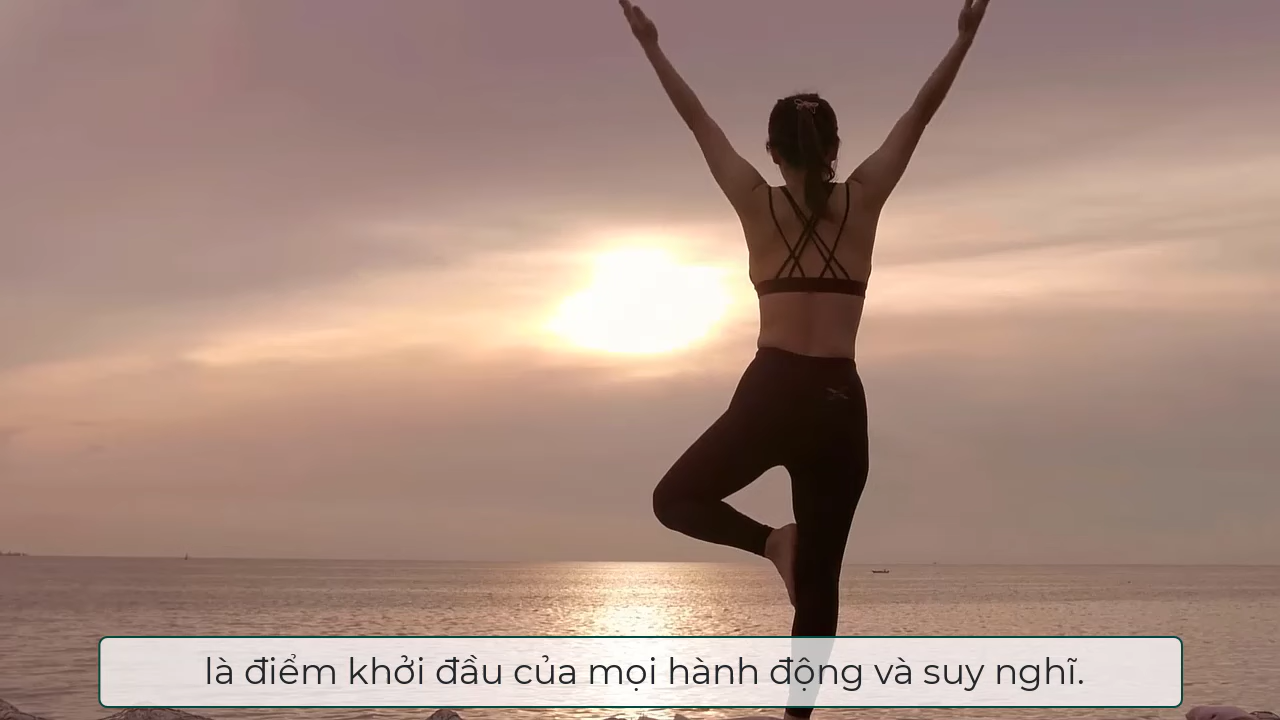 là điểm khởi đầu của mọi hành động và suy nghĩ.